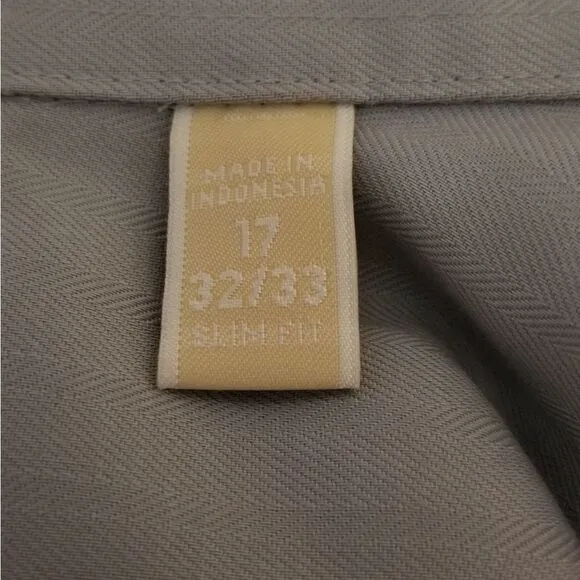 MADE IN
INDONESIA
17
32/33
SLIM FIT